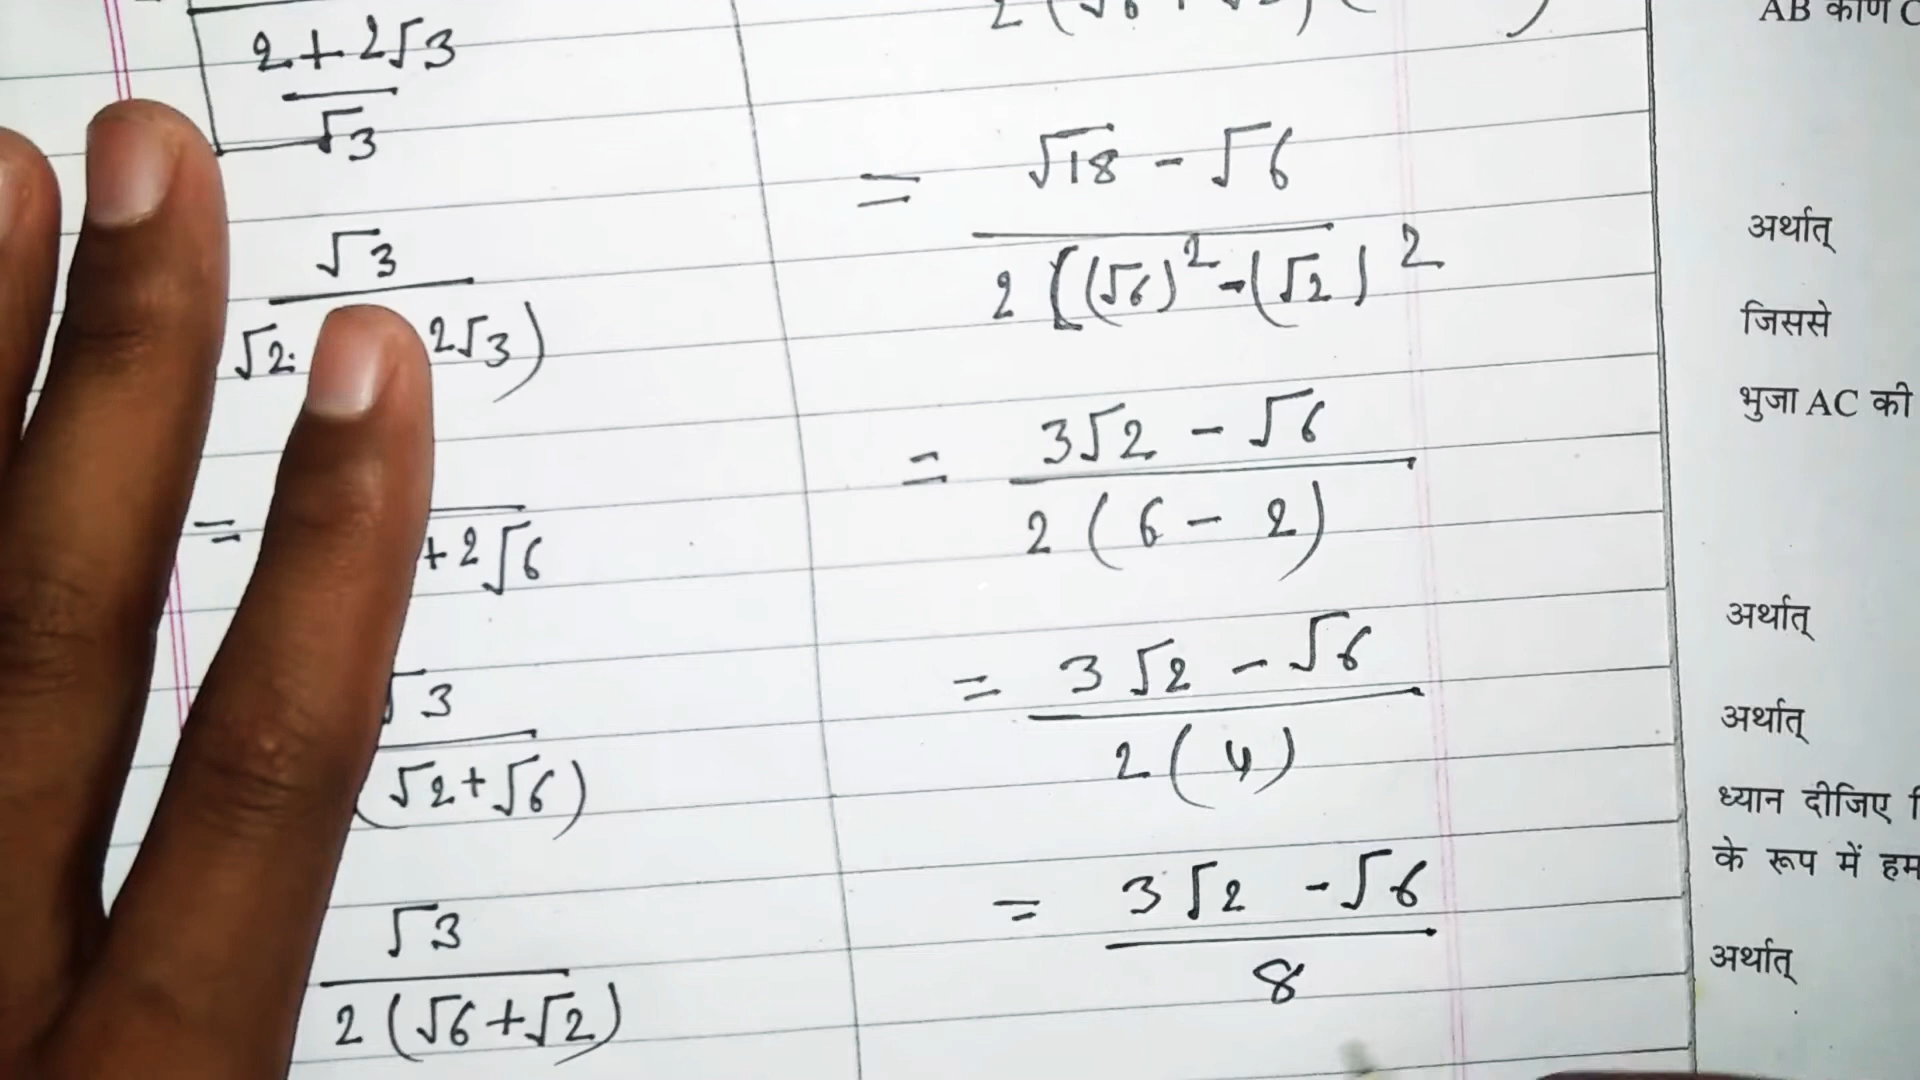 2 + 2√3
√3
√3
√2. 2√3)
=
+ 2√6
√3
(√2 + √6)
√3
2 (√6 + √2)
= √18 - √6
2 [(√6)² - (√2)²
= 3√2 - √6
2 ( 6 - 2)
= 3√2 - √6
2 ( 4 )
= 3√2 - √6
8
AB कोण C
अर्थात्
जिससे
भुजा AC की
अर्थात्
अर्थात्
ध्यान दीजिए
के रूप में हम
अर्थात्